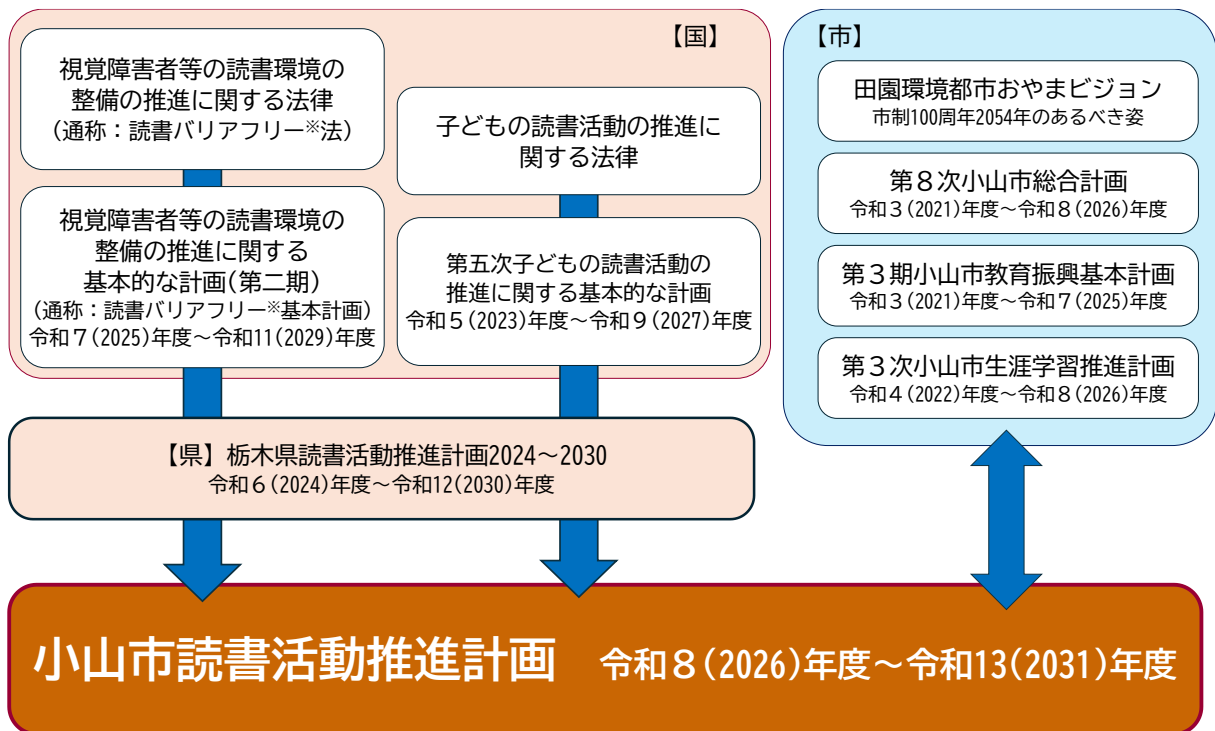 【国】
視覚障害者等の読書環境の
整備の推進に関する法律
（通称：読書バリアフリー※法）
視覚障害者等の読書環境の
整備の推進に関する
基本的な計画(第二期)
(通称：読書バリアフリー※基本計画)
令和７(2025)年度～令和11(2029)年度
子どもの読書活動の推進に
関する法律
第五次子どもの読書活動の
推進に関する基本的な計画
令和５(2023)年度～令和９(2027)年度
【市】
田園環境都市おやまビジョン
市制100周年2054年のあるべき姿
第８次小山市総合計画
令和３(2021)年度～令和８(2026)年度
第３期小山市教育振興基本計画
令和３(2021)年度～令和７(2025)年度
第３次小山市生涯学習推進計画
令和４(2022)年度～令和８(2026)年度
【県】栃木県読書活動推進計画2024～2030
令和６(2024)年度～令和12(2030)年度
小山市読書活動推進計画 令和８(2026)年度～令和13(2031)年度